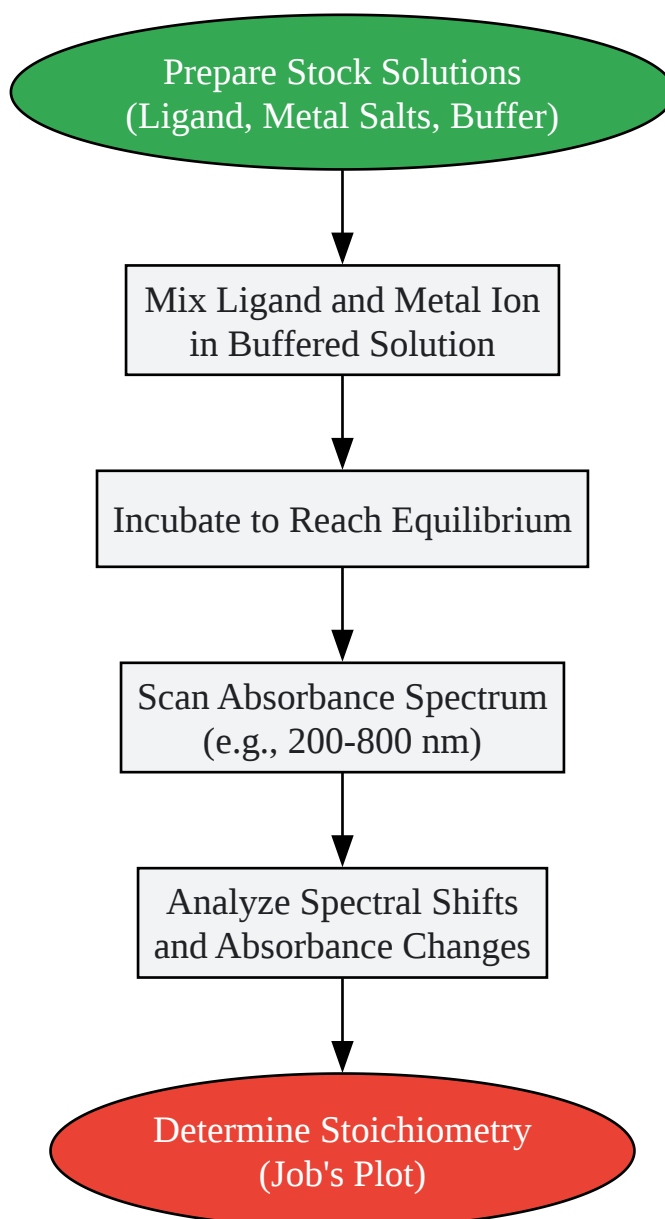 Prepare Stock Solutions
(Ligand, Metal Salts, Buffer)
Mix Ligand and Metal Ion
in Buffered Solution
Incubate to Reach Equilibrium
Scan Absorbance Spectrum
(e.g., 200-800 nm)
Analyze Spectral Shifts
and Absorbance Changes
Determine Stoichiometry
(Job's Plot)